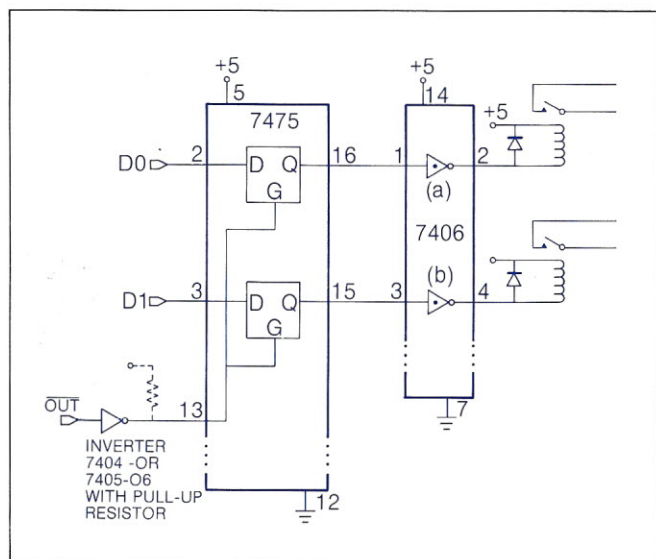 +5
5
7475
D0
2
D
Q
G
16
D1
3
D
Q
G
15
OUT
13
INVERTER
7404 -OR
7405-O6
WITH PULL-UP
RESISTOR
12
+5
14
1
(a)
2
+5
7406
3
(b)
4
7